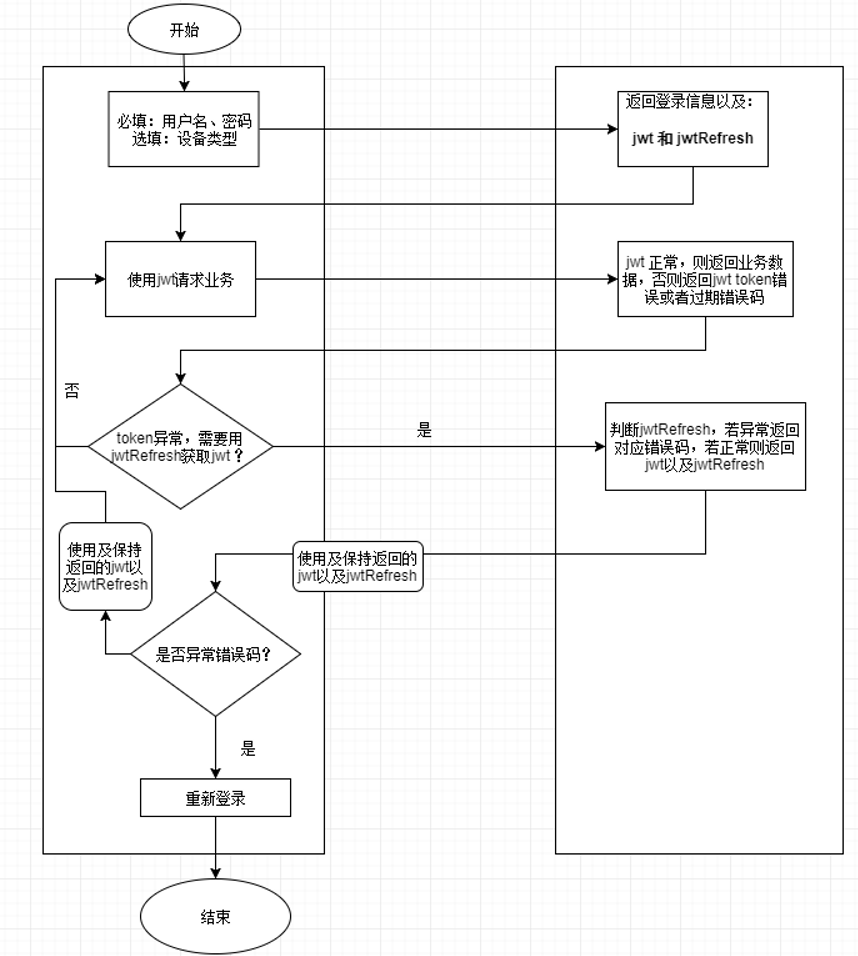 开始
必填：用户名、密码
选填：设备类型
返回登录信息以及：
jwt 和 jwtRefresh
使用jwt请求业务
jwt 正常，则返回业务数
据，否则返回jwt token错
误或者过期错误码
否
token异常，需要用
jwtRefresh获取jwt？
是
判断jwtRefresh，若异常返回
对应错误码，若正常则返回
jwt以及jwtRefresh
使用及保持
返回的jwt以
及jwtRefresh
使用及保持返回的
jwt以及jwtRefresh
是否异常错误码？
是
重新登录
结束